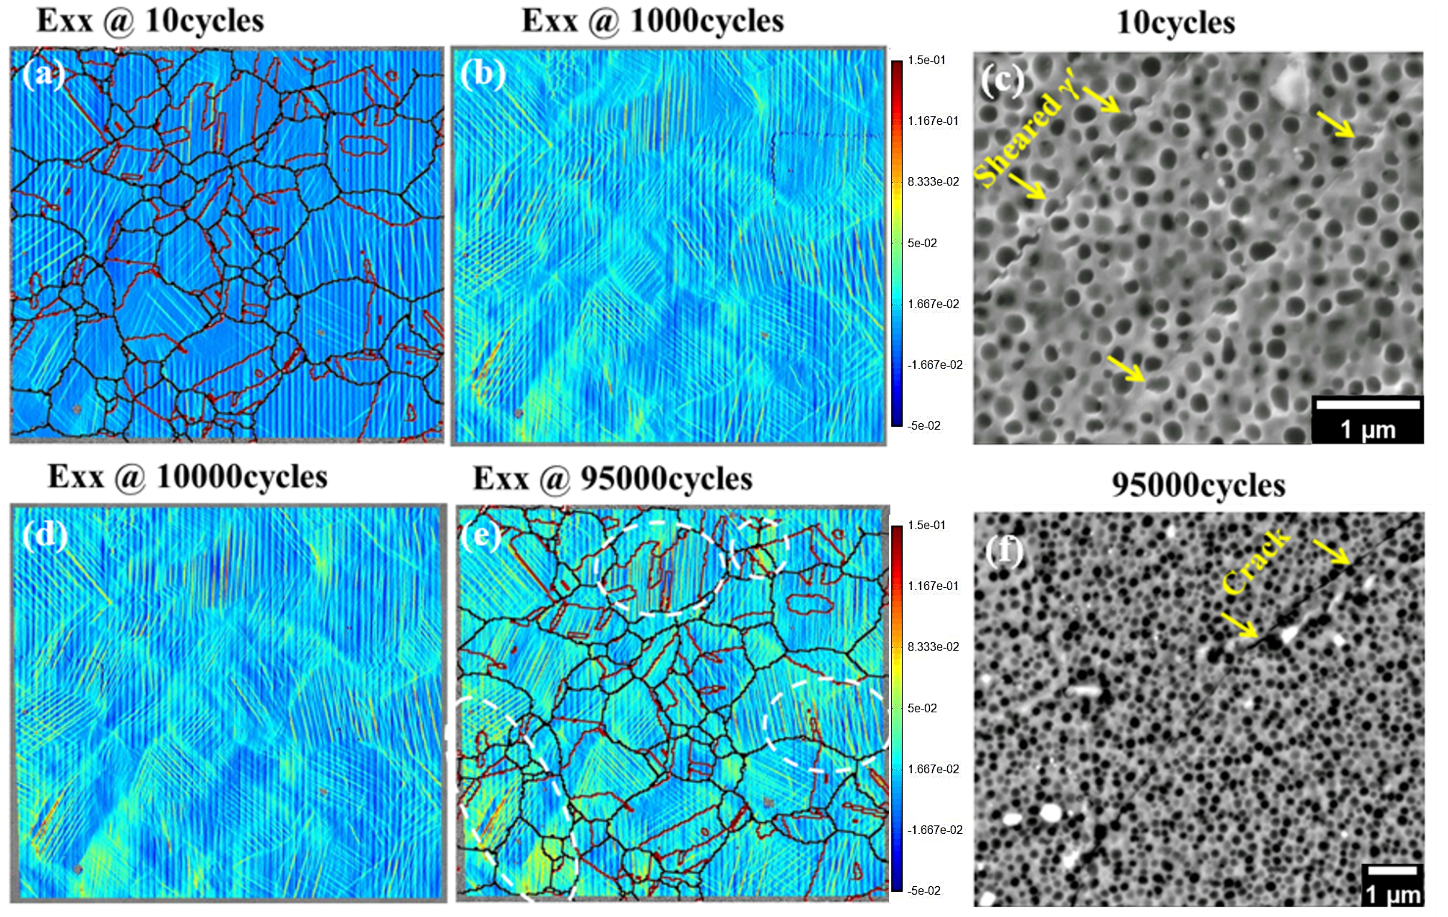 Exx @ 10cycles
Exx @ 1000cycles
10cycles
(a)
(b)
1.5e-01
1.167e-01
8.333e-02
5e-02
1.667e-02
-1.667e-02
-5e-02
(c)
Sheared γ'
1 μm
Exx @ 10000cycles
Exx @ 95000cycles
95000cycles
(d)
(e)
1.5e-01
1.167e-01
8.333e-02
5e-02
1.667e-02
-1.667e-02
-5e-02
(f)
Crack
1 μm